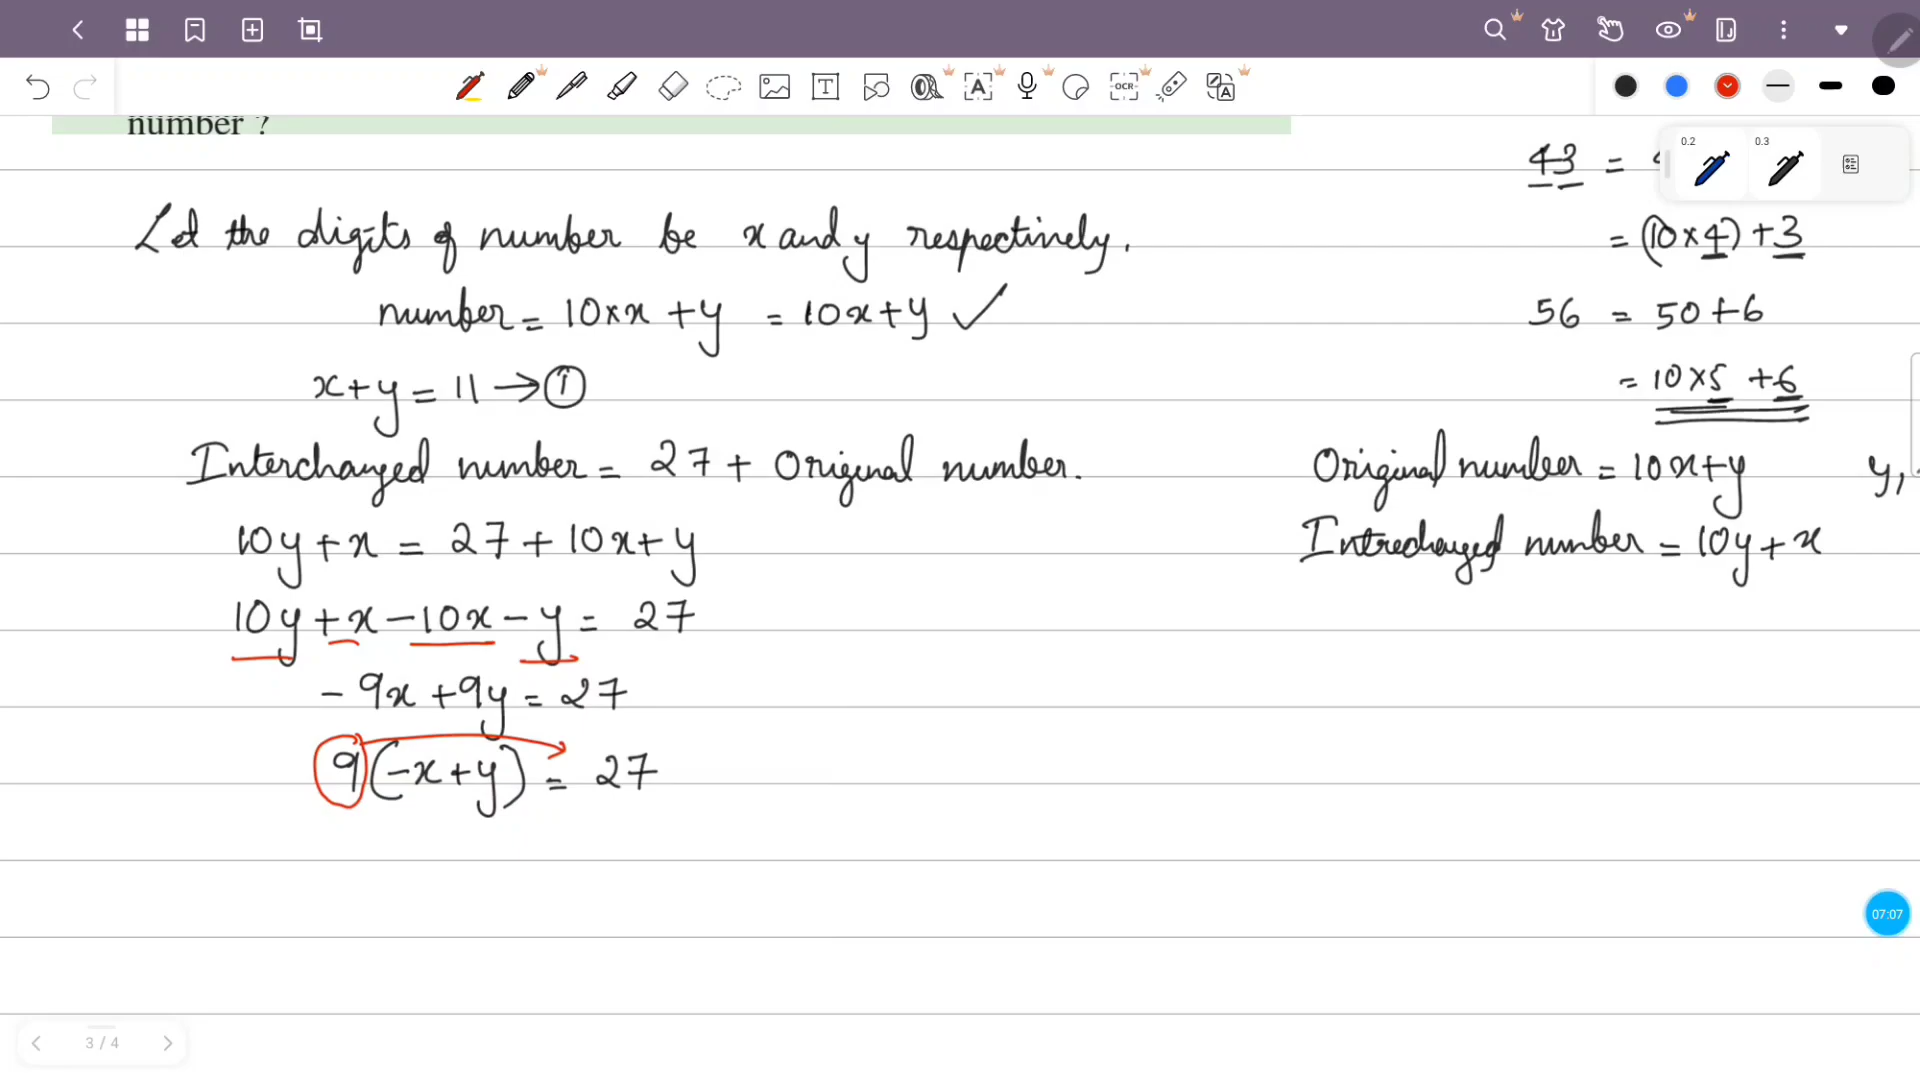 number ?
Let the digits of number be x and y respectively.
number = 10×x + y = 10x + y ✓
x + y = 11 → ①
Interchanged number = 27 + Original number.
10y + x = 27 + 10x + y
10y + x − 10x − y = 27
− 9x + 9y = 27
9(−x + y) = 27
43 =
= (10×4) + 3
56 = 50 + 6
= 10×5 + 6
Original number = 10x + y y,
Intrechanged number = 10y + x
0.2 0.3
T
A
OCR
A
07:07
3 / 4